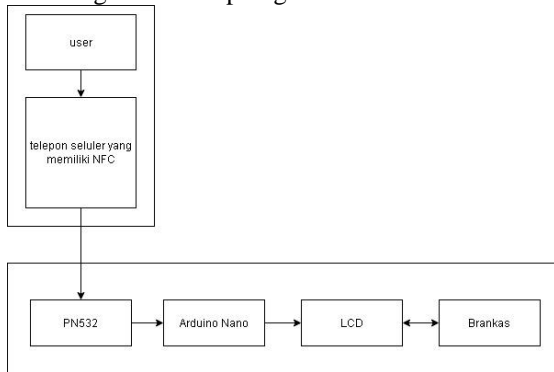 user
telepon seluler yang
memiliki NFC
PN532
Arduino Nano
LCD
Brankas